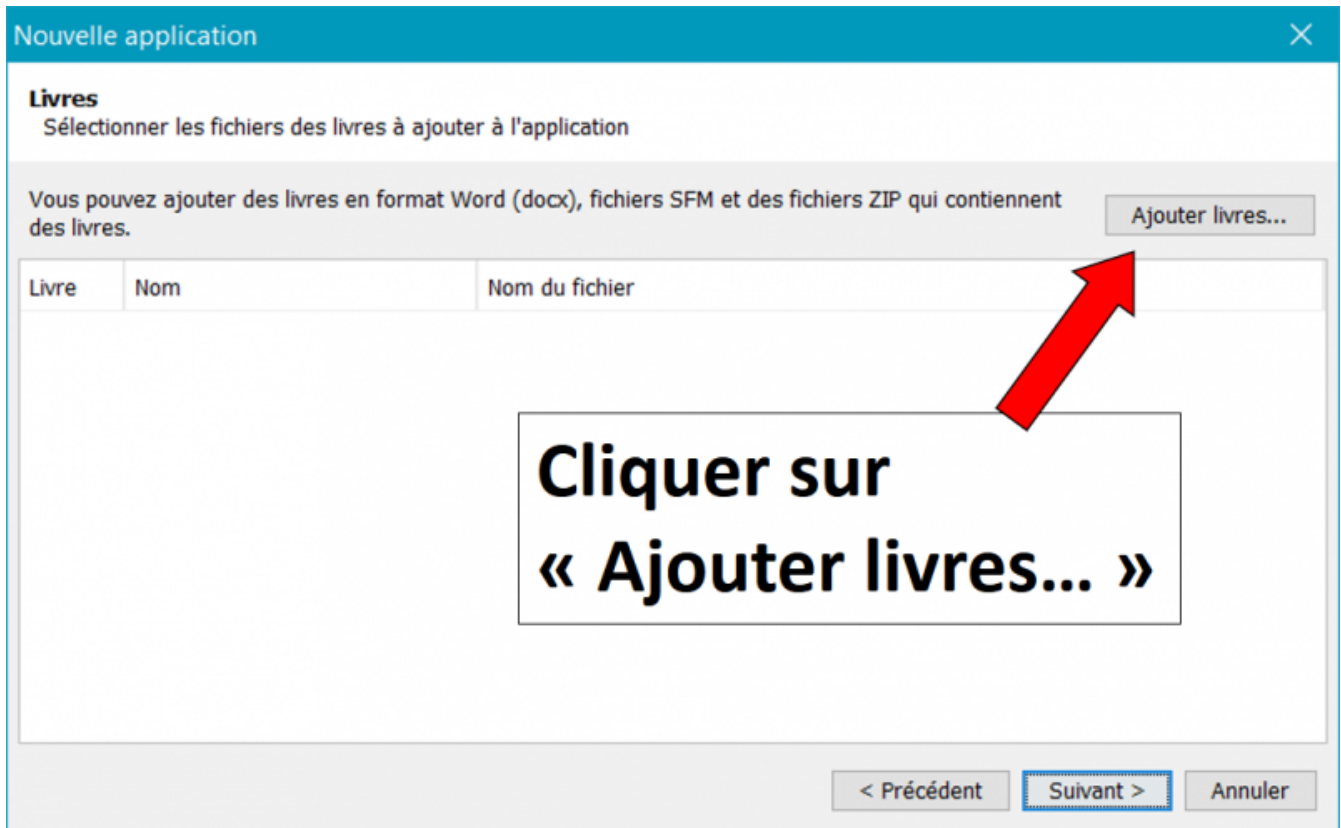 Nouvelle application
Livres
Sélectionner les fichiers des livres à ajouter à l'application
Vous pouvez ajouter des livres en format Word (docx), fichiers SFM et des fichiers ZIP qui contiennent
des livres.
Ajouter livres...
Livre Nom Nom du fichier
Cliquer sur
« Ajouter livres... »
< Précédent Suivant > Annuler